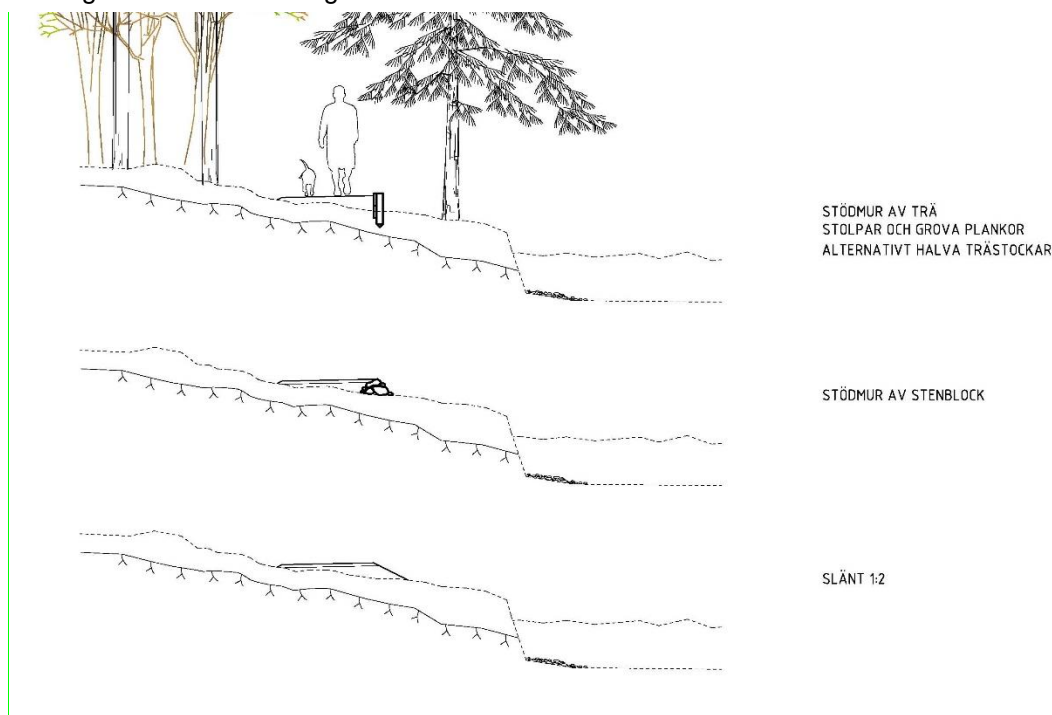 STÖDMUR AV TRÄ
STOLPAR OCH GROVA PLANKOR
ALTERNATIVT HALVA TRÄSTOCKAR
STÖDMUR AV STENBLOCK
SLÄNT 1:2